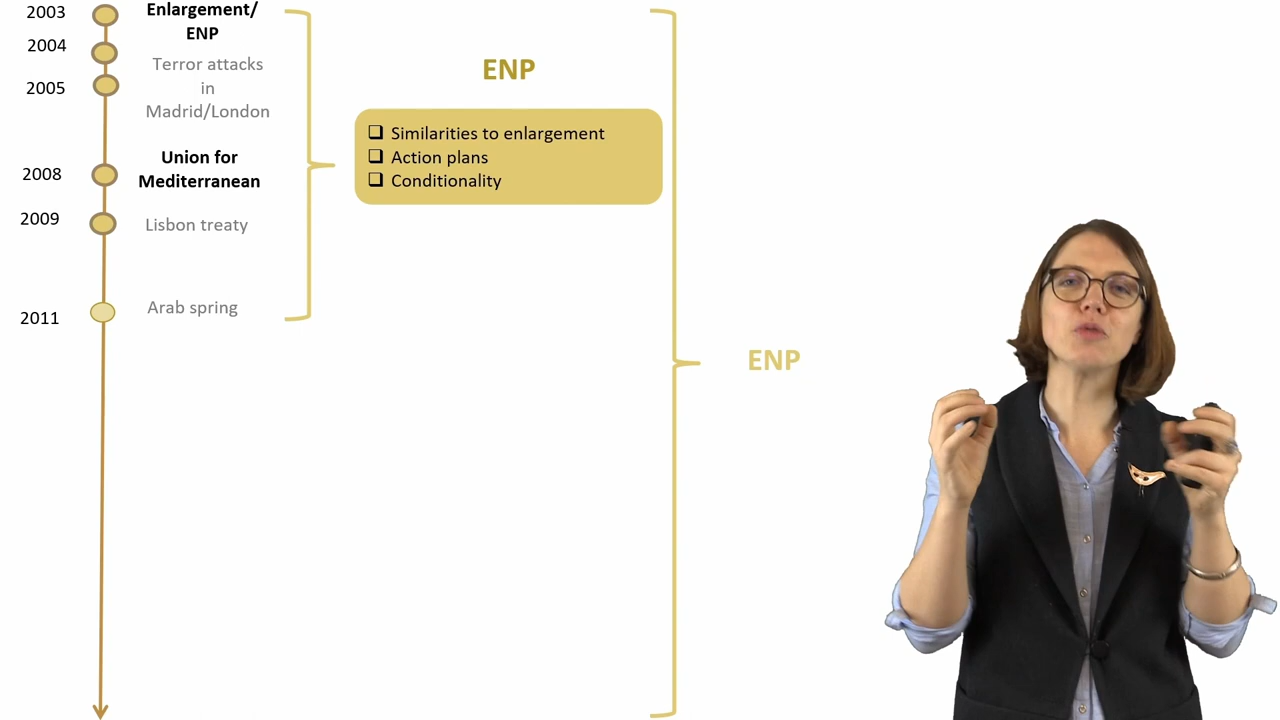 2003
Enlargement/
ENP
2004
Terror attacks
in
Madrid/London
2005
Union for
Mediterranean
2008
2009
Lisbon treaty
Arab spring
2011
ENP
Similarities to enlargement
Action plans
Conditionality
ENP